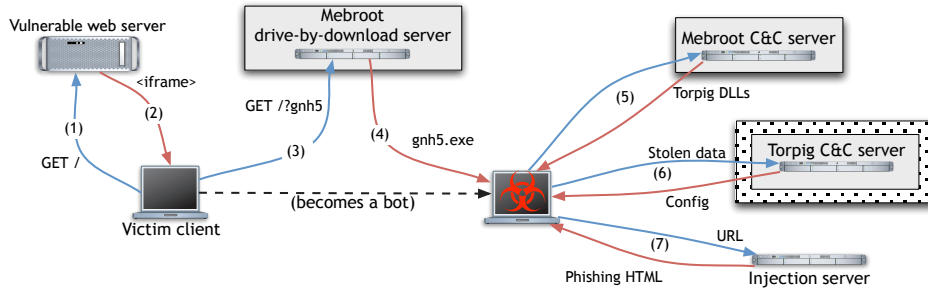 Vulnerable web server
<iframe>
(1)
(2)
GET /
Victim client
Mebroot
drive-by-download server
GET /?gnh5
(3)
(4)
gnh5.exe
(becomes a bot)
Mebroot C&C server
(5)
Torpig DLLs
Torpig C&C server
Stolen data
(6)
Config
(7)
URL
Phishing HTML
Injection server